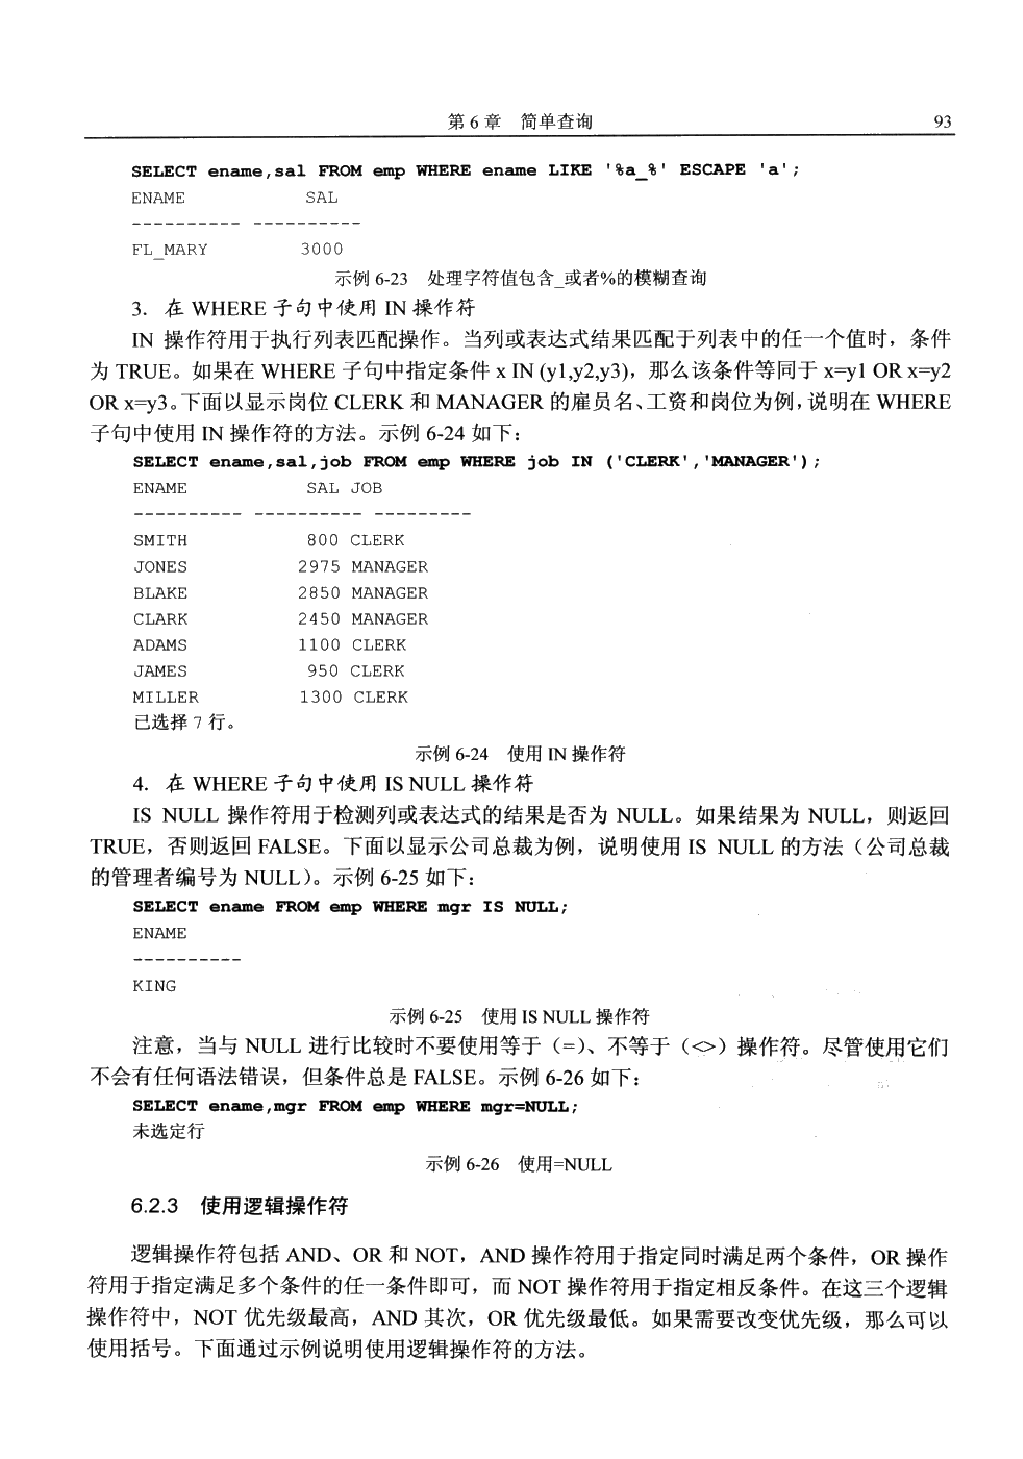 第 6 章　简单查询　93
SELECT ename,sal FROM emp WHERE ename LIKE '%a_%' ESCAPE 'a';
ENAME SAL
---------- ----------
FL_MARY 3000
示例 6-23　处理字符值包含_或者%的模糊查询
3. 在 WHERE 子句中使用 IN 操作符
IN 操作符用于执行列表匹配操作。当列或表达式结果匹配于列表中的任一个值时，条件
为 TRUE。如果在 WHERE 子句中指定条件 x IN (y1,y2,y3)，那么该条件等同于 x=y1 OR x=y2
OR x=y3。下面以显示岗位 CLERK 和 MANAGER 的雇员名、工资和岗位为例，说明在 WHERE
子句中使用 IN 操作符的方法。示例 6-24 如下：
SELECT ename,sal,job FROM emp WHERE job IN ('CLERK','MANAGER');
ENAME SAL JOB
---------- ---------- ---------
SMITH 800 CLERK
JONES 2975 MANAGER
BLAKE 2850 MANAGER
CLARK 2450 MANAGER
ADAMS 1100 CLERK
JAMES 950 CLERK
MILLER 1300 CLERK
已选择 7 行。
示例 6-24　使用 IN 操作符
4. 在 WHERE 子句中使用 IS NULL 操作符
IS NULL 操作符用于检测列或表达式的结果是否为 NULL。如果结果为 NULL，则返回
TRUE，否则返回 FALSE。下面以显示公司总裁为例，说明使用 IS NULL 的方法（公司总裁
的管理者编号为 NULL）。示例 6-25 如下：
SELECT ename FROM emp WHERE mgr IS NULL;
ENAME
----------
KING
示例 6-25　使用 IS NULL 操作符
注意，当与 NULL 进行比较时不要使用等于（=）、不等于（<>）操作符。尽管使用它们
不会有任何语法错误，但条件总是 FALSE。示例 6-26 如下：
SELECT ename,mgr FROM emp WHERE mgr=NULL;
未选定行
示例 6-26　使用=NULL
6.2.3　使用逻辑操作符
逻辑操作符包括 AND、OR 和 NOT，AND 操作符用于指定同时满足两个条件，OR 操作
符用于指定满足多个条件的任一条件即可，而 NOT 操作符用于指定相反条件。在这三个逻辑
操作符中，NOT 优先级最高，AND 其次，OR 优先级最低。如果需要改变优先级，那么可以
使用括号。下面通过示例说明使用逻辑操作符的方法。